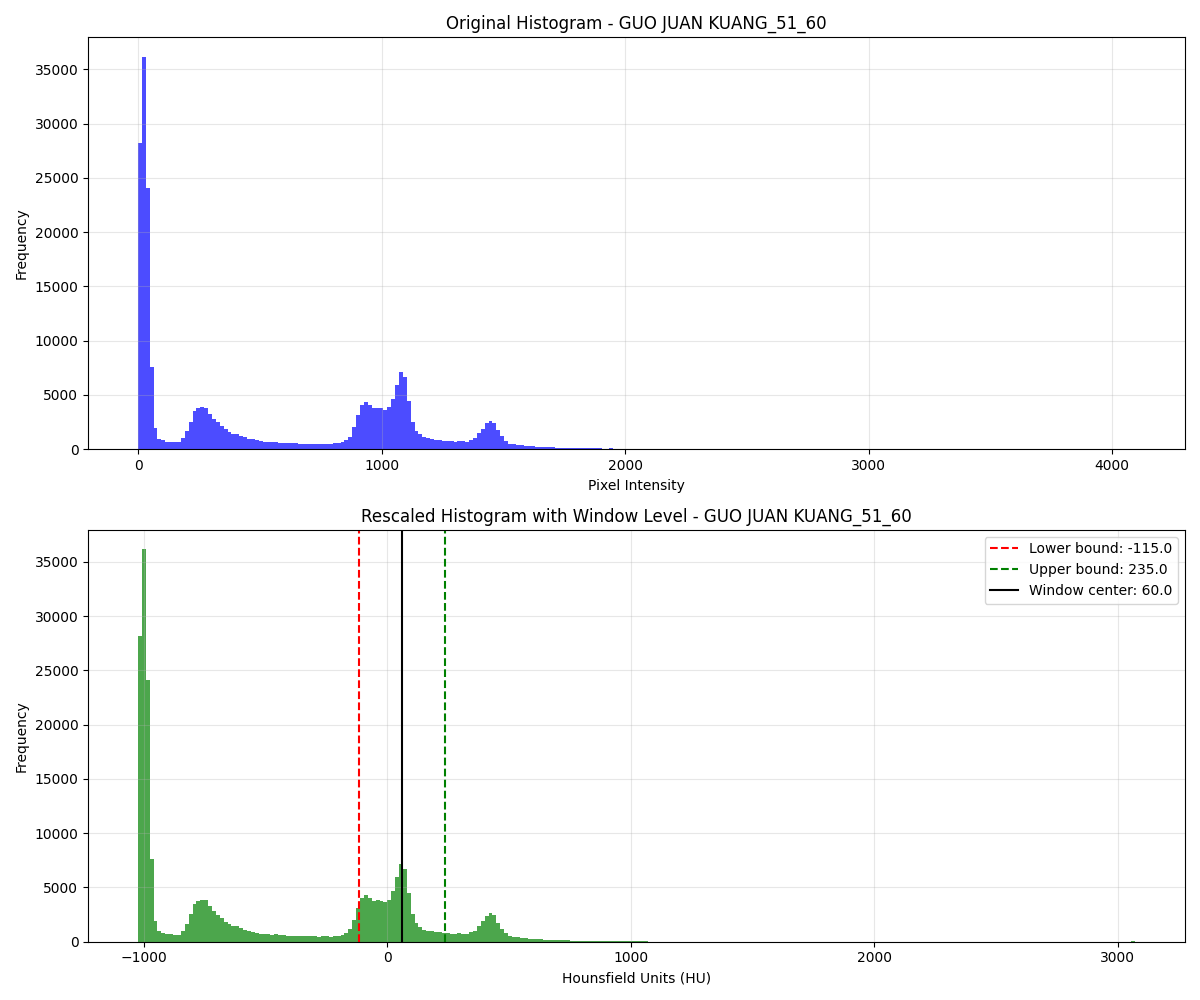 Original Histogram - GUO JUAN KUANG_51_60
Frequency
35000
30000
25000
20000
15000
10000
5000
0
0 1000 2000 3000 4000
Pixel Intensity
Rescaled Histogram with Window Level - GUO JUAN KUANG_51_60
Frequency
35000
30000
25000
20000
15000
10000
5000
0
Lower bound: -115.0
Upper bound: 235.0
Window center: 60.0
−1000 0 1000 2000 3000
Hounsfield Units (HU)